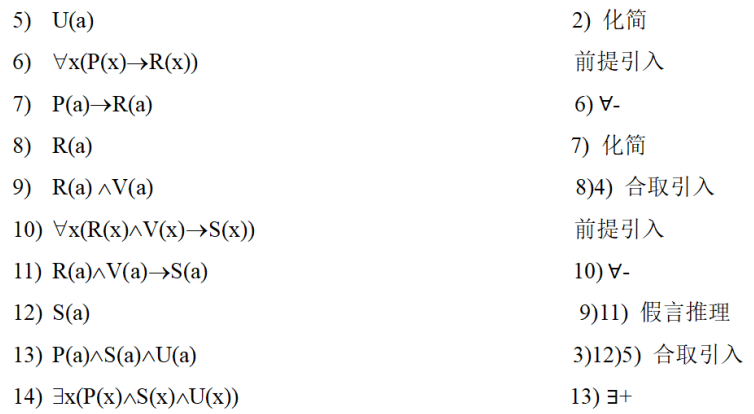 5) U(a) 2) 化简
6) ∀x(P(x)→R(x)) 前提引入
7) P(a)→R(a) 6) ∀-
8) R(a) 7) 化简
9) R(a) ∧V(a) 8)4) 合取引入
10) ∀x(R(x)∧V(x)→S(x)) 前提引入
11) R(a)∧V(a)→S(a) 10) ∀-
12) S(a) 9)11) 假言推理
13) P(a)∧S(a)∧U(a) 3)12)5) 合取引入
14) ∃x(P(x)∧S(x)∧U(x)) 13) ∃+